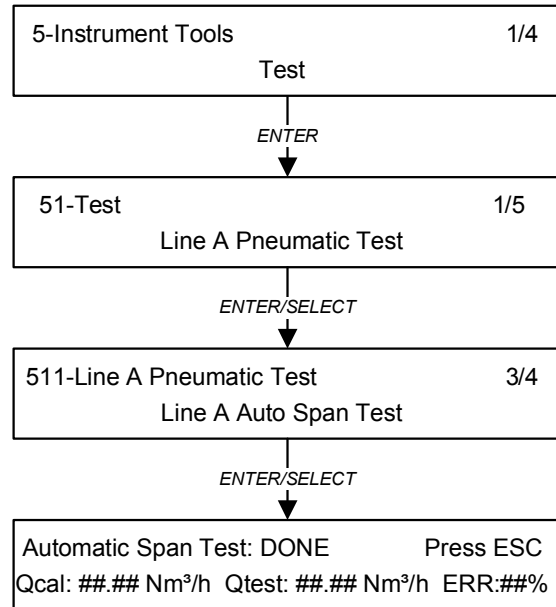 5-Instrument Tools 1/4
Test
ENTER
51-Test 1/5
Line A Pneumatic Test
ENTER/SELECT
511-Line A Pneumatic Test 3/4
Line A Auto Span Test
ENTER/SELECT
Automatic Span Test: DONE Press ESC
Qcal: ##.## Nm³/h Qtest: ##.## Nm³/h ERR:##%